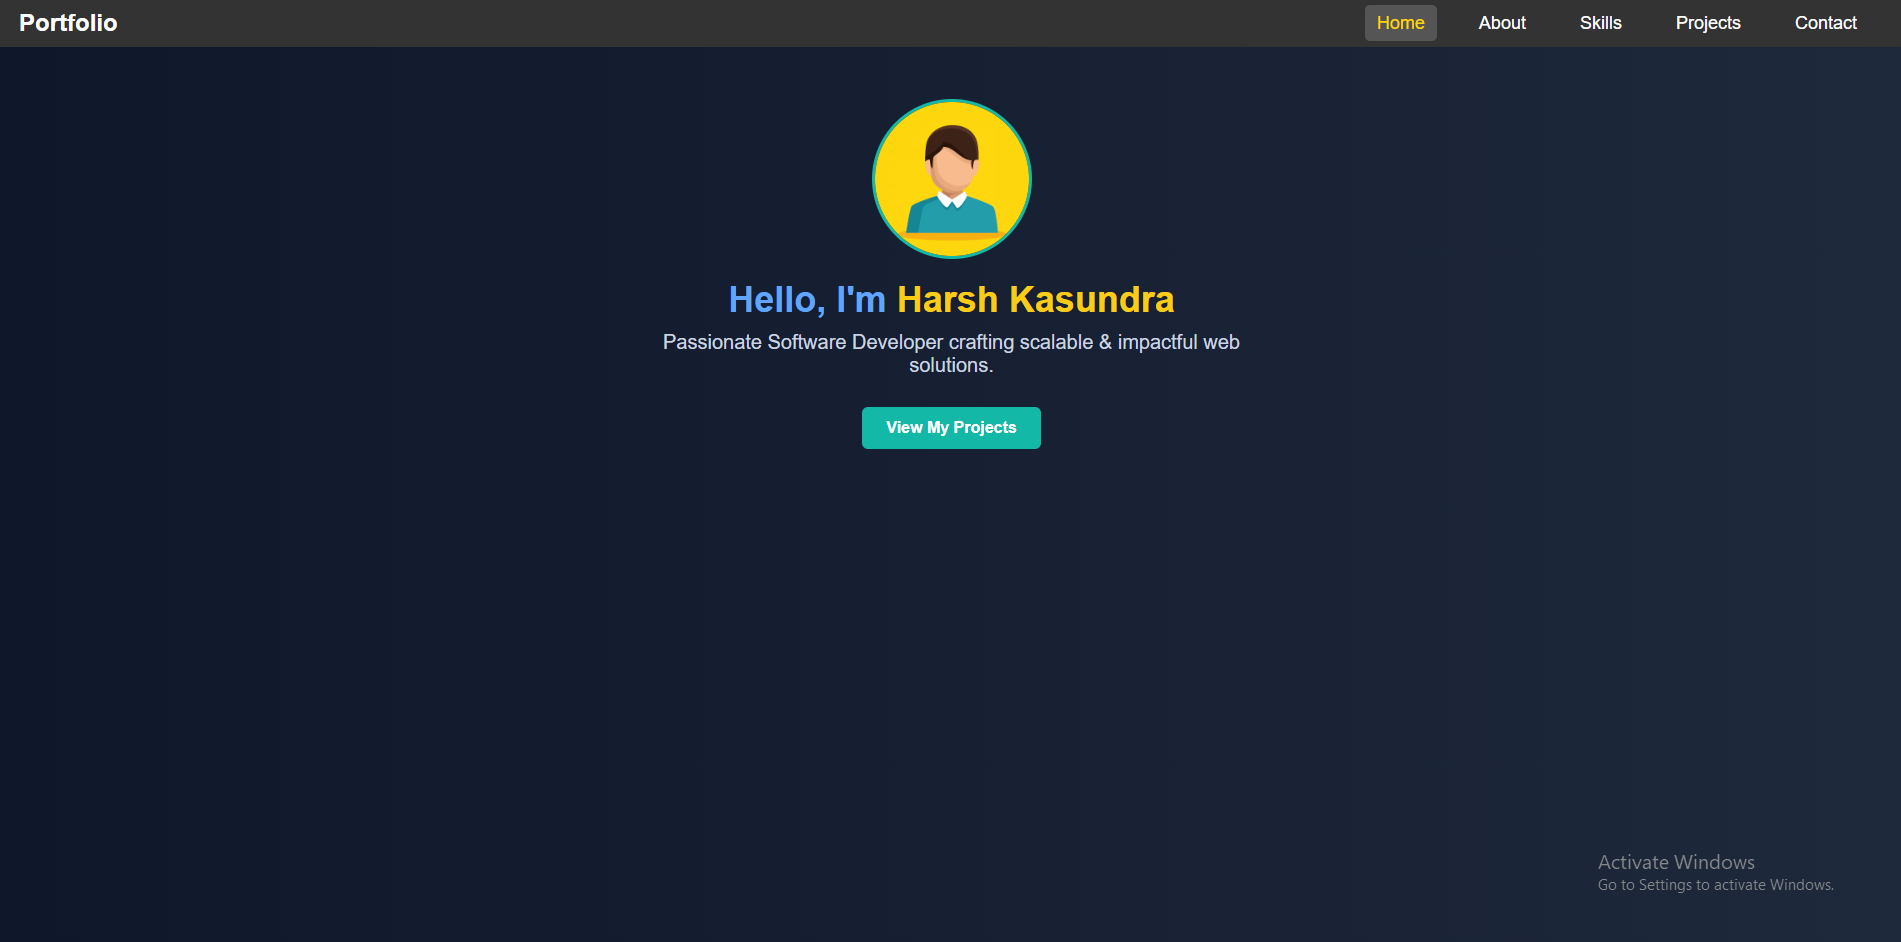 Portfolio
Home About Skills Projects Contact
Hello, I'm Harsh Kasundra
Passionate Software Developer crafting scalable & impactful web
solutions.
View My Projects
Activate Windows
Go to Settings to activate Windows.